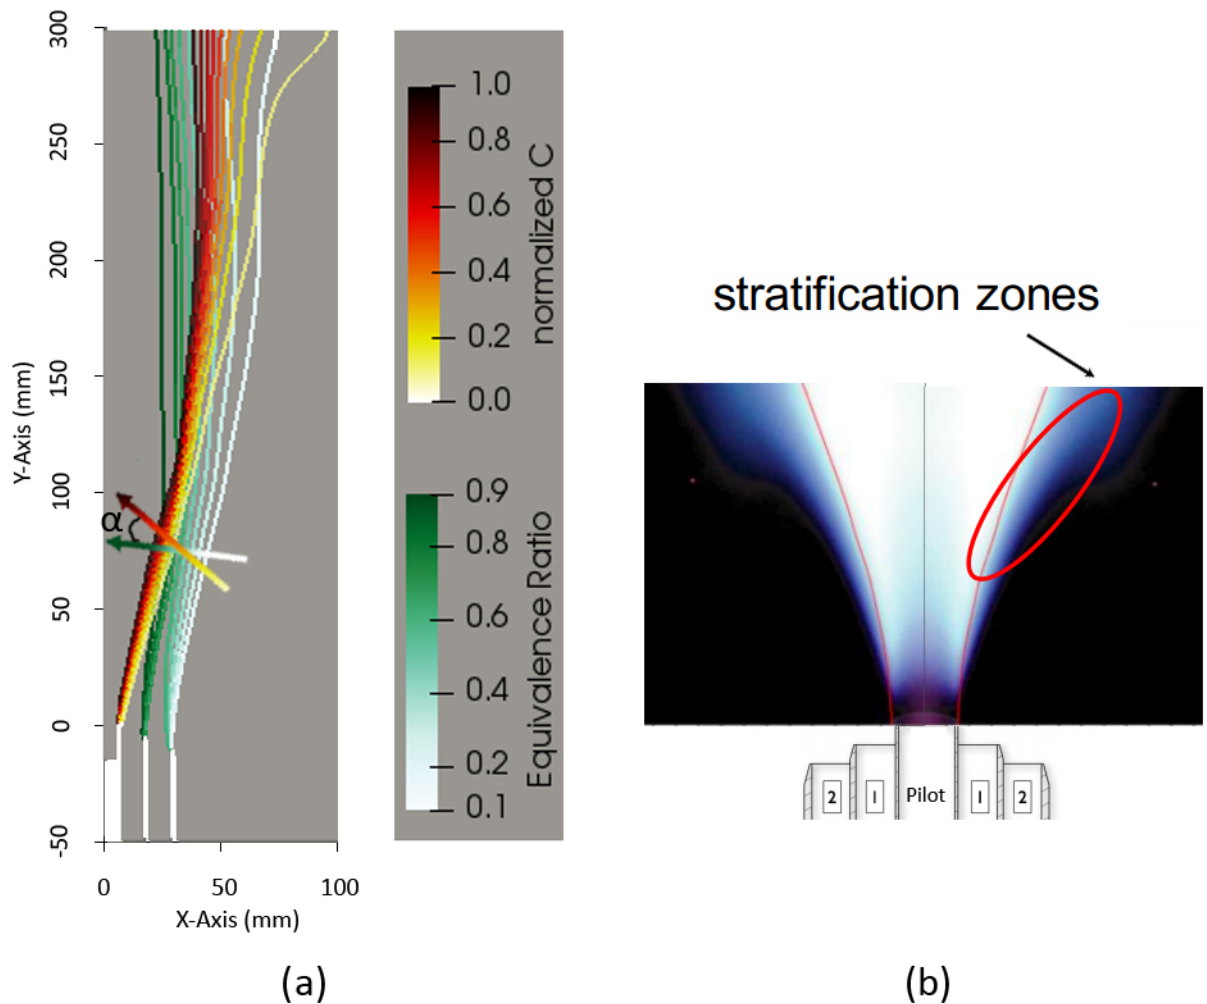 300
250
200
150
100
50
0
-50
Y-Axis (mm)
α
0
50
100
X-Axis (mm)
1.0
0.8
0.6
0.4
0.2
0.0
normalized C
0.9
0.8
0.6
0.4
0.2
0.1
Equivalence Ratio
(a)
stratification zones
2 1 Pilot 1 2
(b)